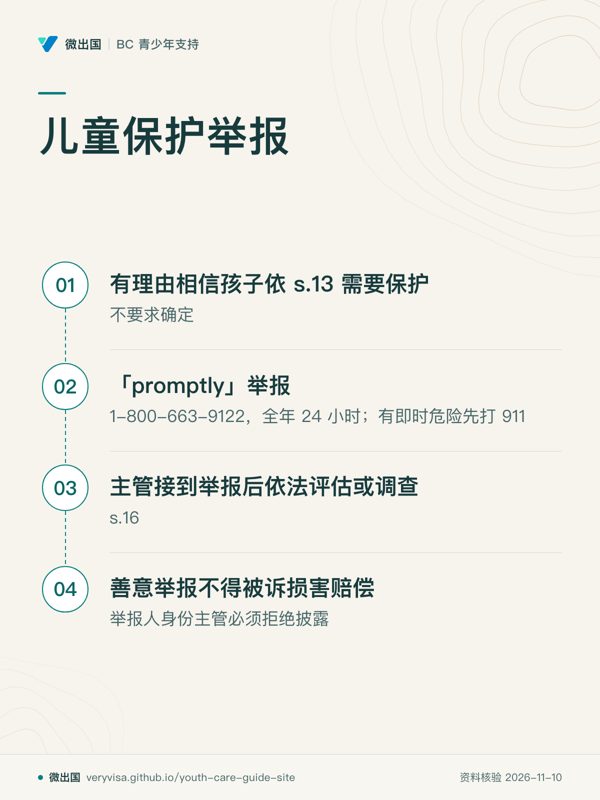 微出国 | BC 青少年支持
儿童保护举报
01
有理由相信孩子依 s.13 需要保护
不要求确定
02
「promptly」举报
1-800-663-9122，全年 24 小时；有即时危险先打 911
03
主管接到举报后依法评估或调查
s.16
04
善意举报不得被诉损害赔偿
举报人身份主管必须拒绝披露
微出国 veryvisa.github.io/youth-care-guide-site
资料核验 2026-11-10